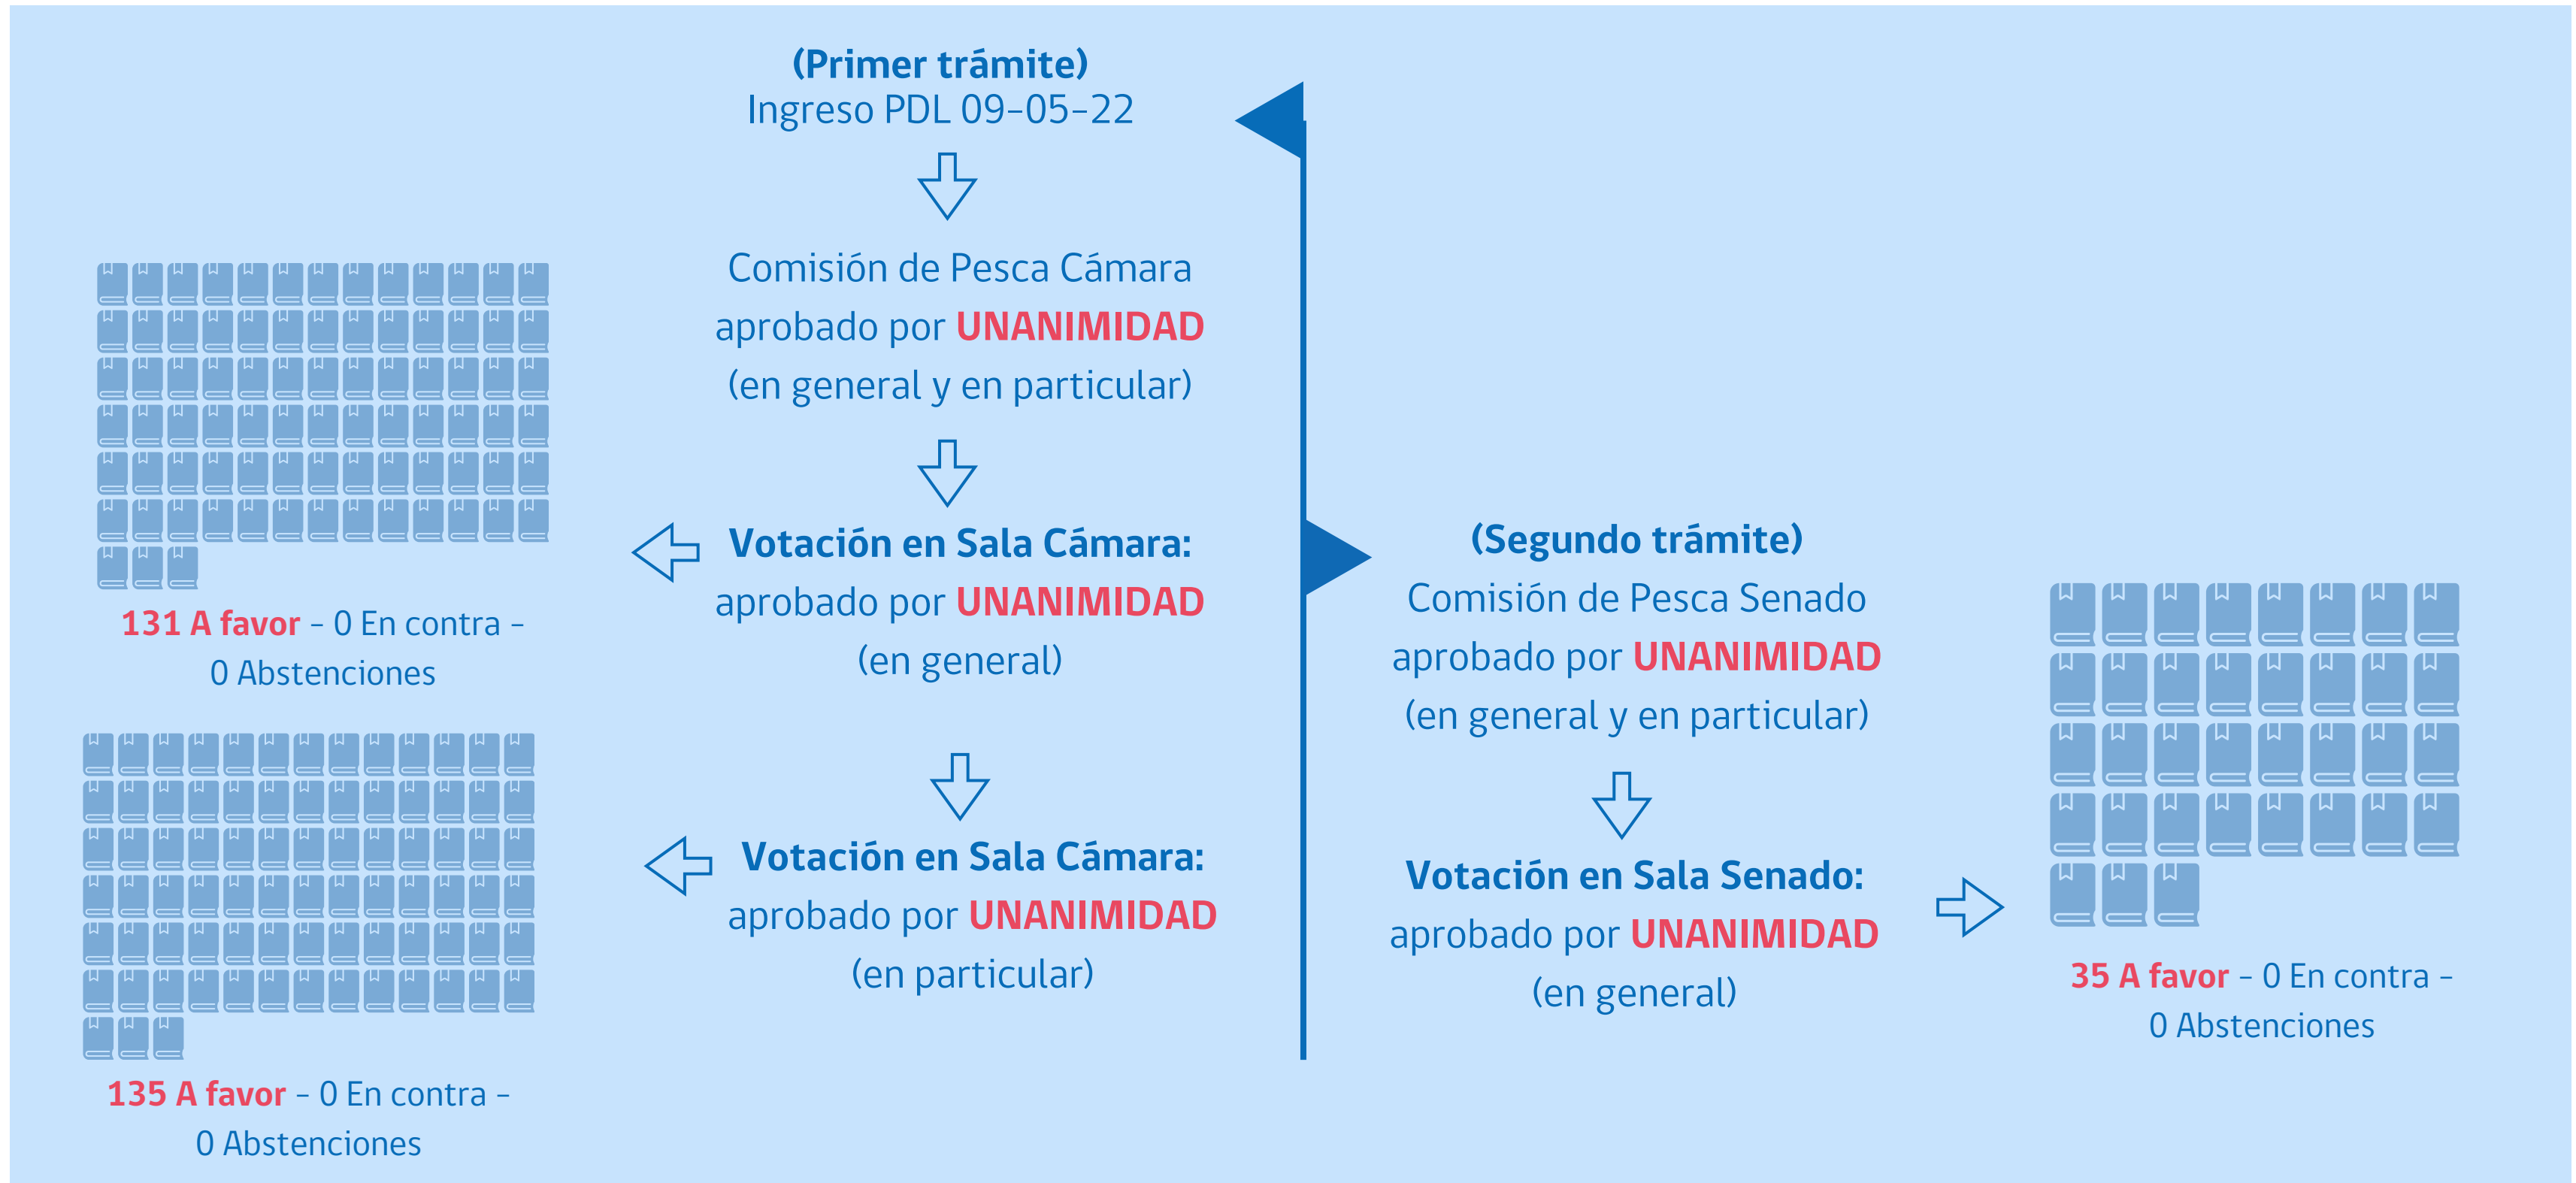 (Primer trámite)
Ingreso PDL 09-05-22
Comisión de Pesca Cámara
aprobado por UNANIMIDAD
(en general y en particular)
Votación en Sala Cámara:
aprobado por UNANIMIDAD
(en general)
131 A favor - 0 En contra -
0 Abstenciones
Votación en Sala Cámara:
aprobado por UNANIMIDAD
(en particular)
135 A favor - 0 En contra -
0 Abstenciones
(Segundo trámite)
Comisión de Pesca Senado
aprobado por UNANIMIDAD
(en general y en particular)
Votación en Sala Senado:
aprobado por UNANIMIDAD
(en general)
35 A favor - 0 En contra -
0 Abstenciones